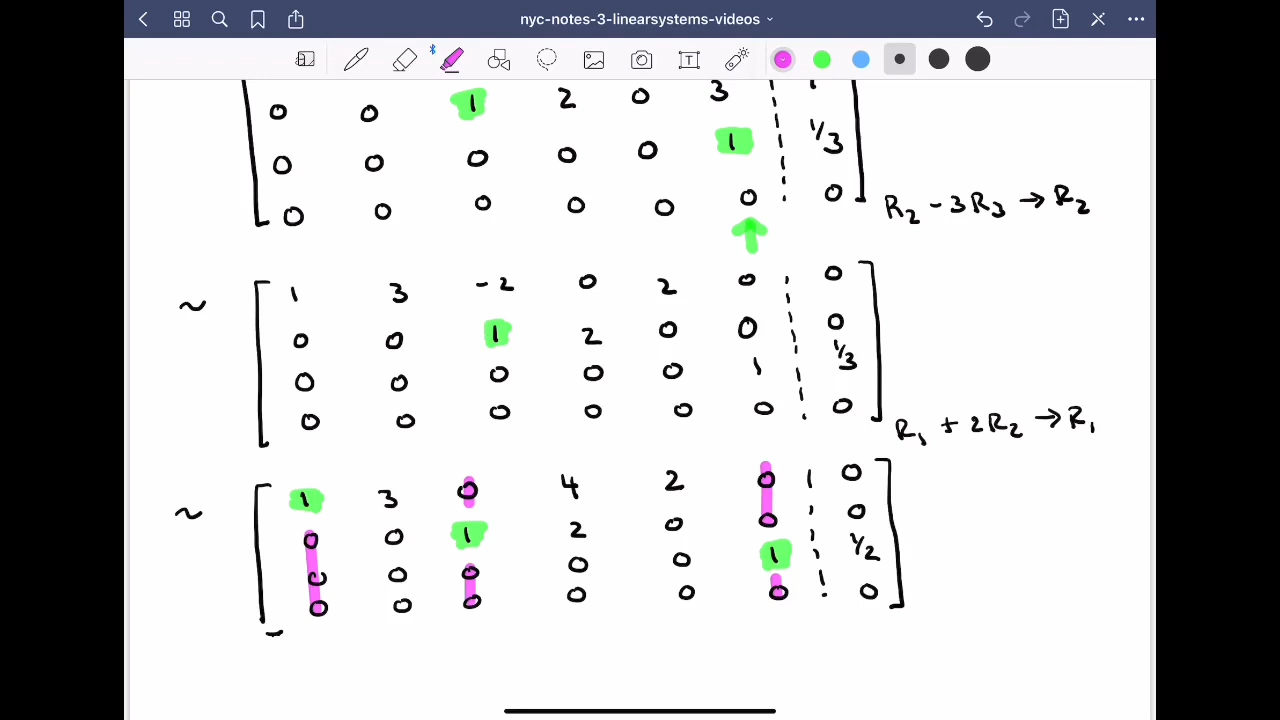 nyc-notes-3-linearsystems-videos
0 0 1 2 0 3
0 0 0 0 0 1 1/3
0 0 0 0 0 0 0 R₂ - 3R₃ → R₂
~ 1 3 -2 0 2 0 0
0 0 1 2 0 0 0
0 0 0 0 0 1 1/3
0 0 0 0 0 0 0 R₁ + 2R₂ → R₁
~ 1 3 0 4 2 0 0
0 0 1 2 0 0 0
0 0 0 0 0 1 1/2
0 0 0 0 0 0 0